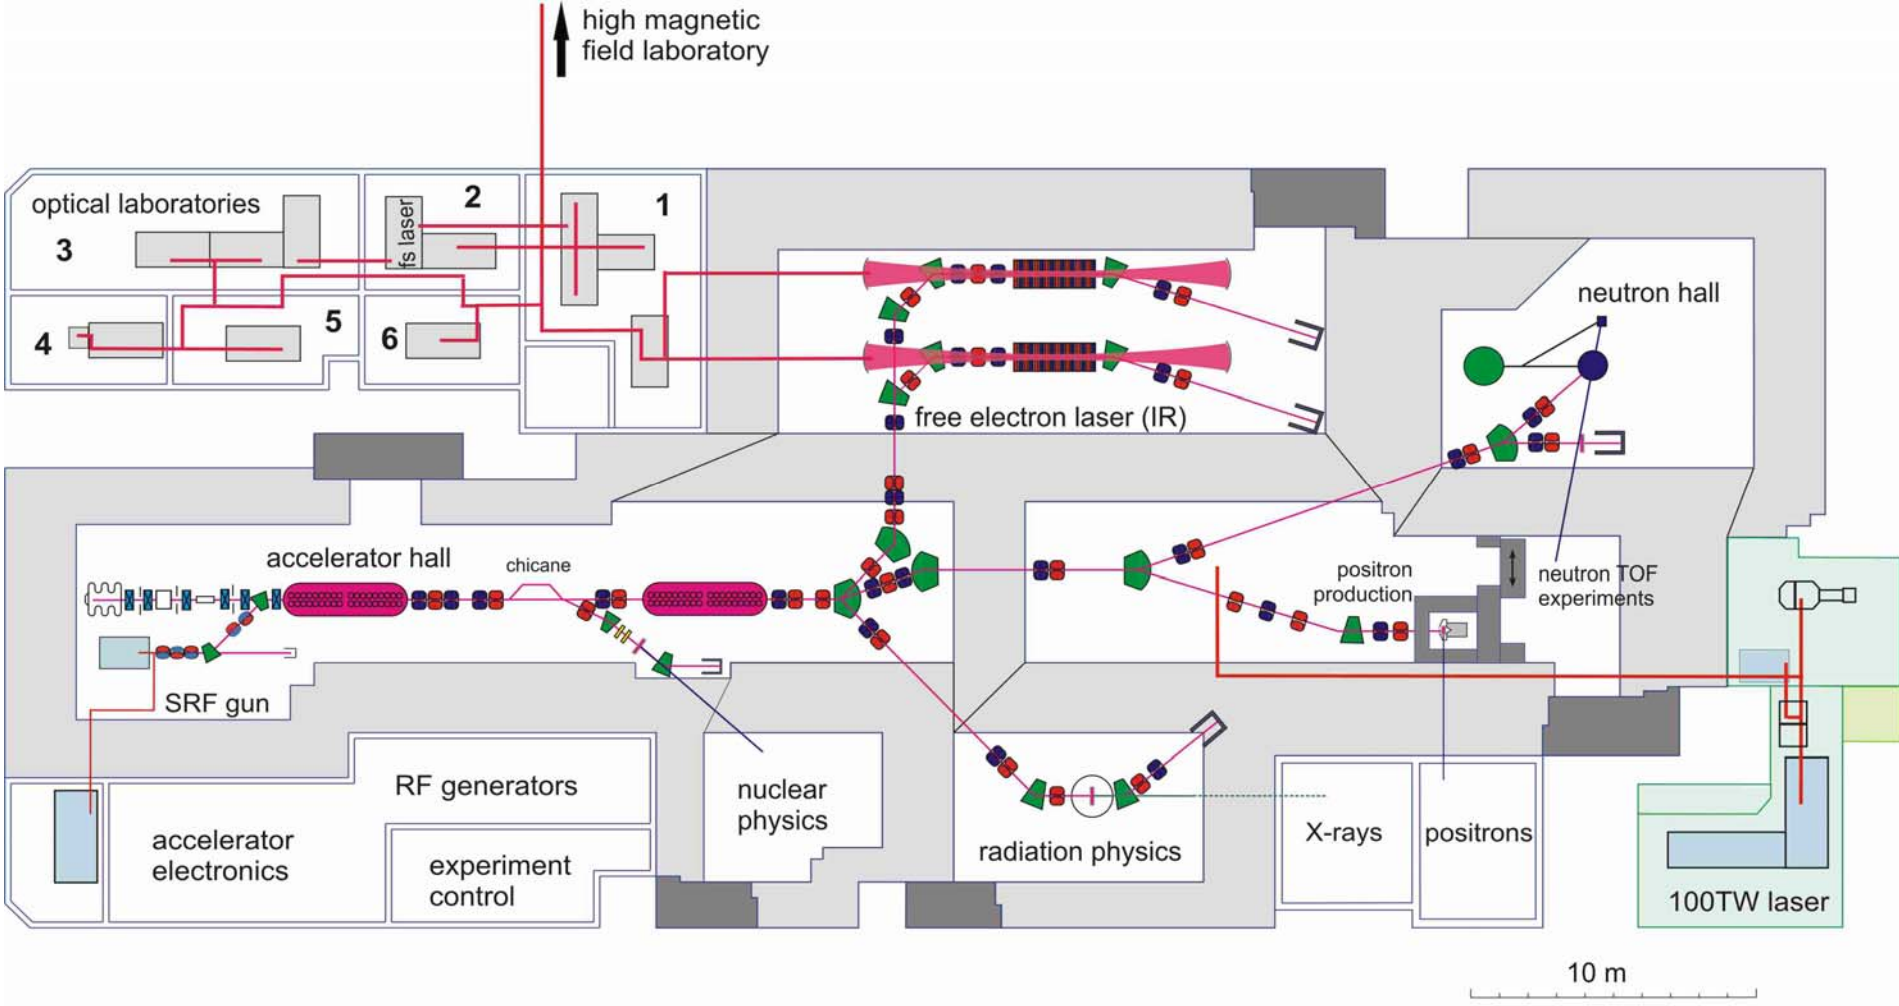 high magnetic
field laboratory
optical laboratories
3
fs laser
2
1
4
5
6
neutron hall
free electron laser (IR)
accelerator hall
chicane
positron
production
neutron TOF
experiments
SRF gun
RF generators
accelerator
electronics
experiment
control
nuclear
physics
radiation physics
X-rays
positrons
100TW laser
10 m